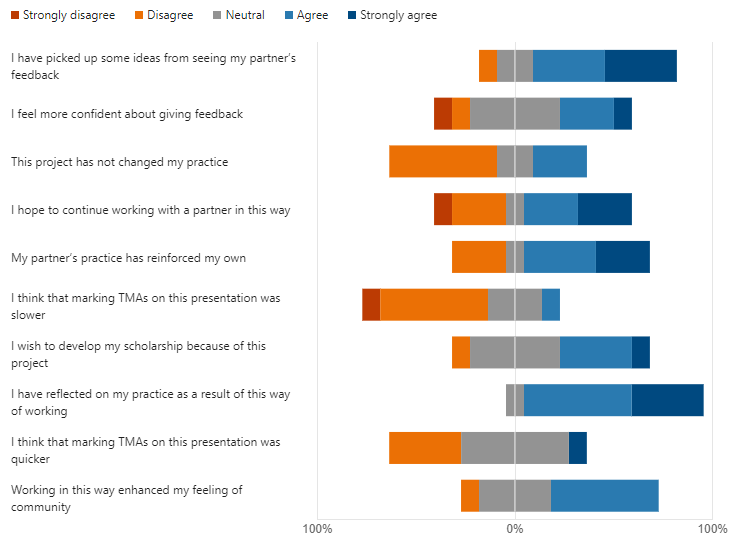 Strongly disagree Disagree Neutral Agree Strongly agree
I have picked up some ideas from seeing my partner's
feedback
I feel more confident about giving feedback
This project has not changed my practice
I hope to continue working with a partner in this way
My partner's practice has reinforced my own
I think that marking TMAs on this presentation was
slower
I wish to develop my scholarship because of this
project
I have reflected on my practice as a result of this way
of working
I think that marking TMAs on this presentation was
quicker
Working in this way enhanced my feeling of
community
100% 0% 100%